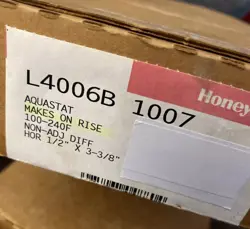 L4006B 1007
Honey
AQUASTAT
MAKES ON RISE
100-240F
NON-ADJ DIFF
HOR 1/2" X 3-3/8"